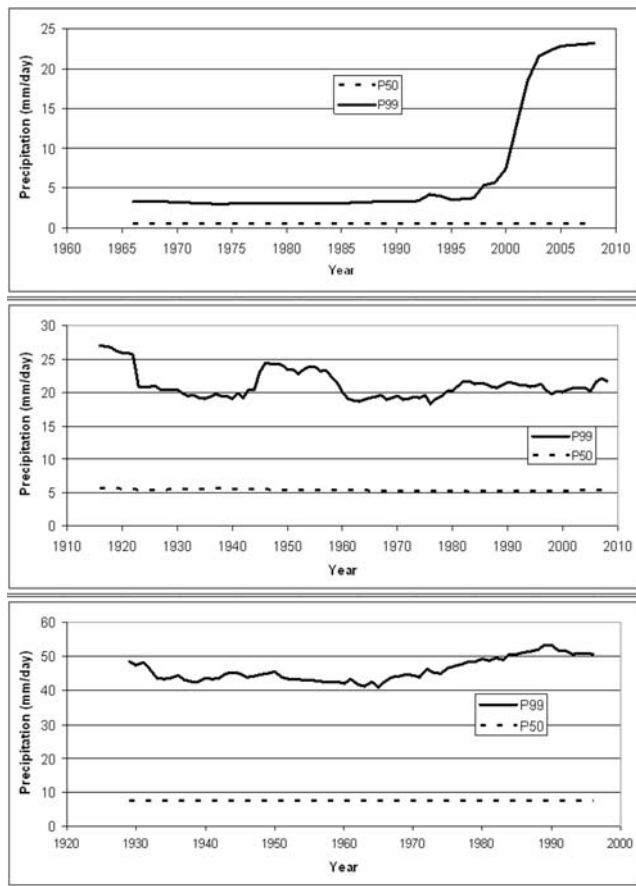 25
20
15
10
5
0
Precipitation (mm/day)
P50
P99
1960 1965 1970 1975 1980 1985 1990 1995 2000 2005 2010
Year
30
25
20
15
10
5
0
Precipitation (mm/day)
P99
P50
1910 1920 1930 1940 1950 1960 1970 1980 1990 2000 2010
Year
60
50
40
30
20
10
0
Precipitation (mm/day)
P99
P50
1920 1930 1940 1950 1960 1970 1980 1990 2000
Year